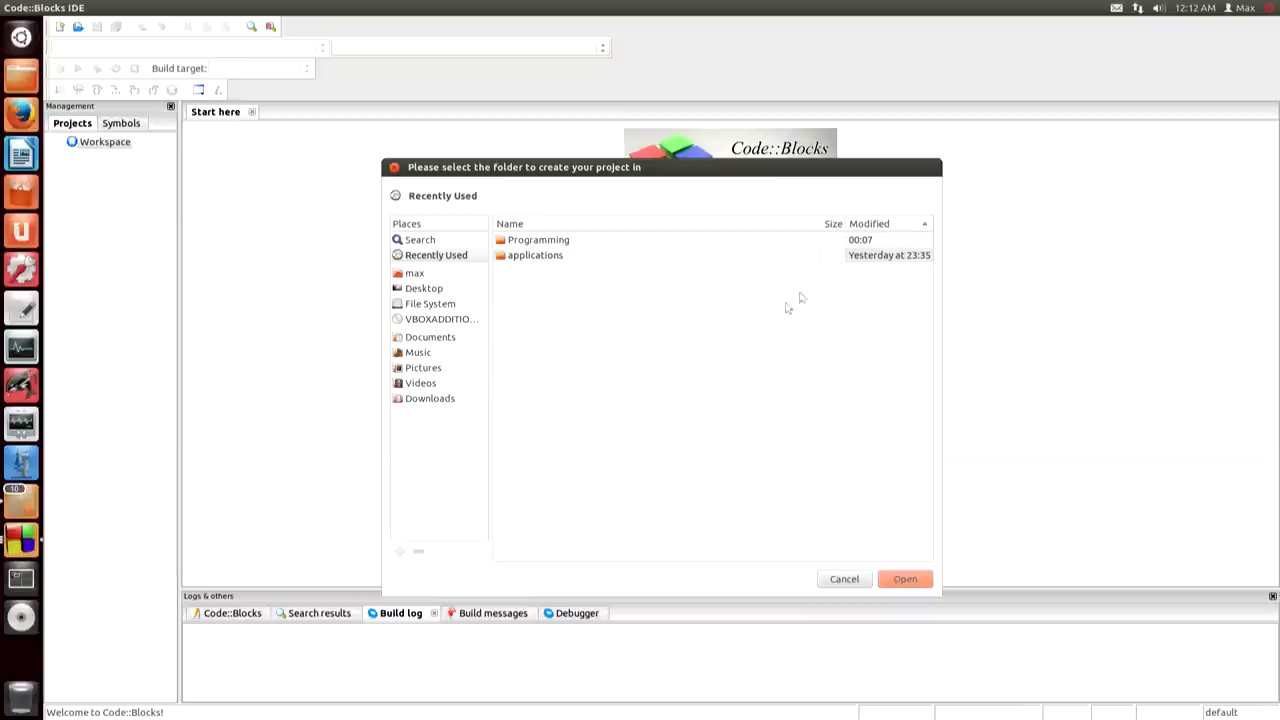 Code::Blocks IDE
12:12 AM
Max
Build target:
Management
Projects
Symbols
Workspace
Start here
Code::Blocks
Please select the folder to create your project in
Recently Used
Places
Search
Recently Used
max
Desktop
File System
VBOXADDITIO...
Documents
Music
Pictures
Videos
Downloads
Name
Size
Modified
Programming
00:07
applications
Yesterday at 23:35
Cancel
Open
Logs & others
Code::Blocks
Search results
Build log
Build messages
Debugger
Welcome to Code::Blocks!
default
10